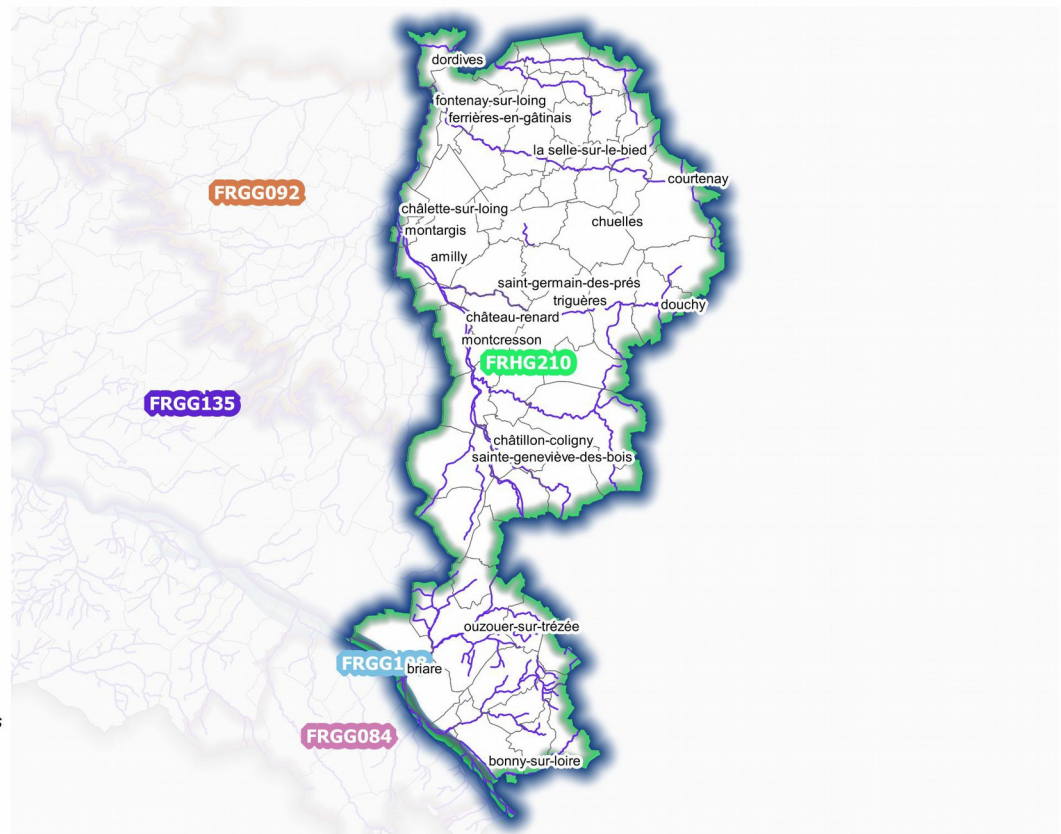 dordives
fontenay-sur-loing
ferrières-en-gâtinais
la selle-sur-le-bied
courtenay
FRGG092
châlette-sur-loing
montargis
chuelles
amilly
saint-germain-des-prés
triguères
douchy
château-renard
montcresson
FRHG210
FRGG135
châtillon-coligny
sainte-geneviève-des-bois
ouzouer-sur-trézée
briare
FRGG084
bonny-sur-loire